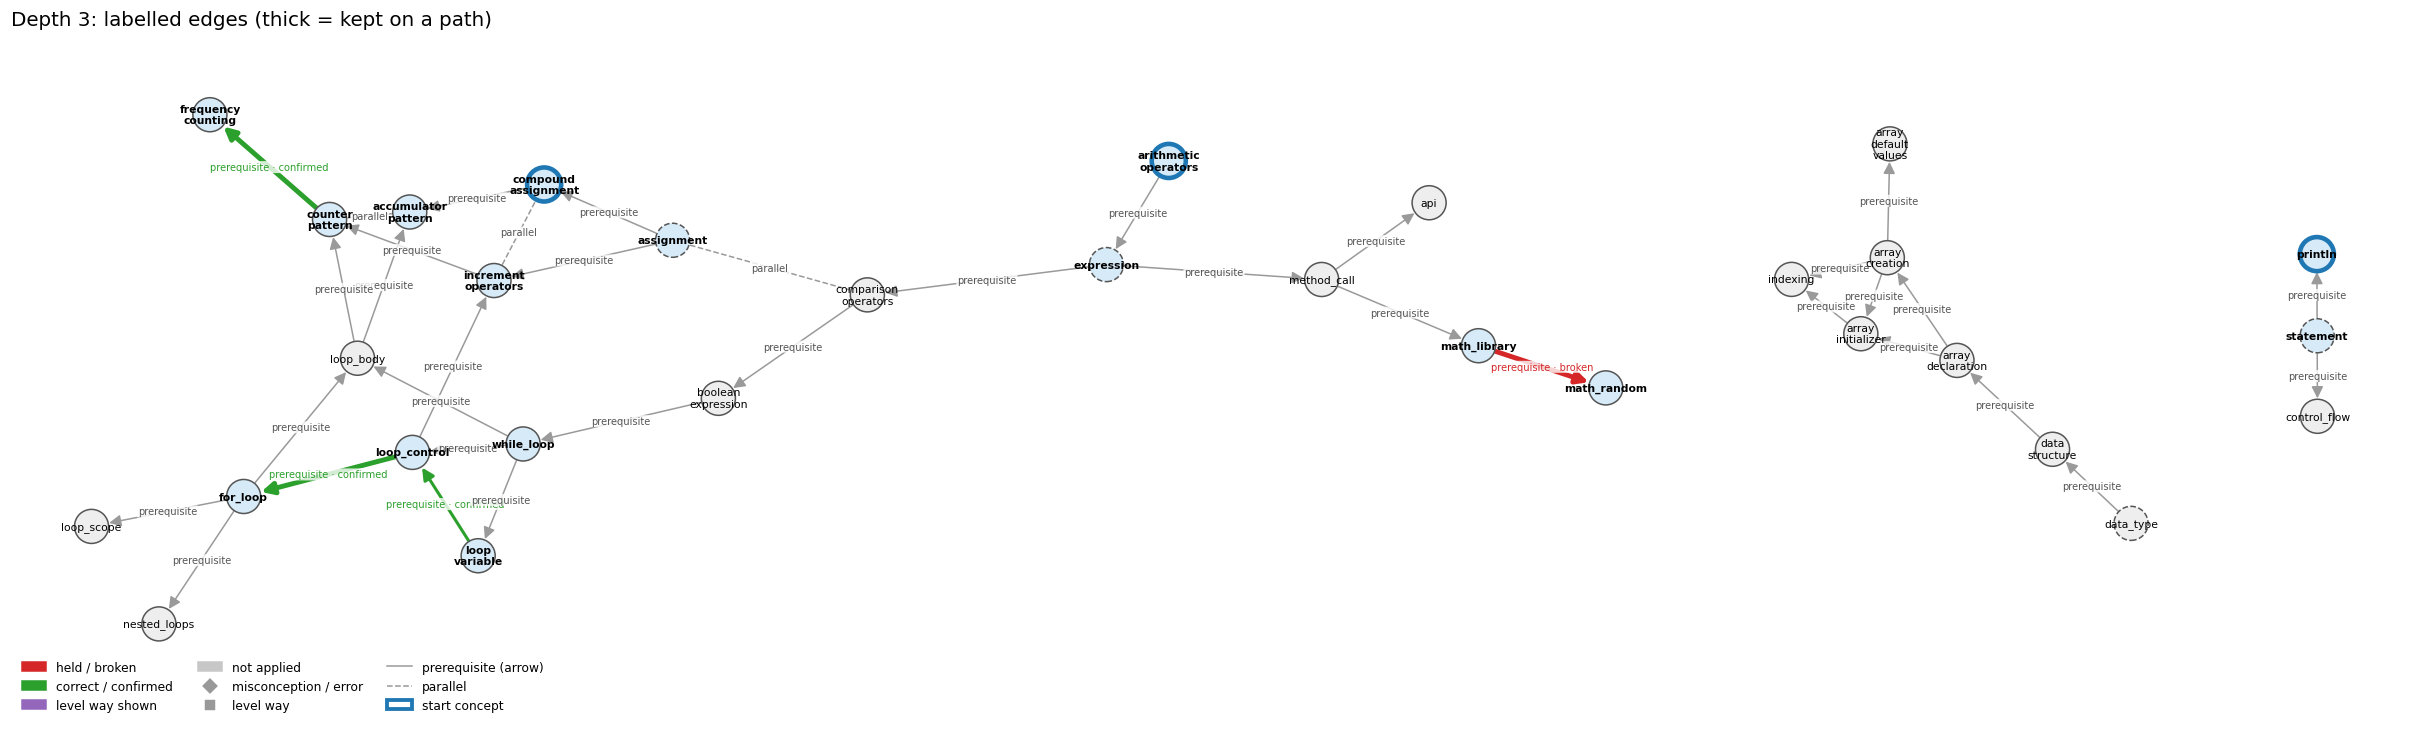 Depth 3: labelled edges (thick = kept on a path)
frequency
counting
prerequisite · confirmed
compound
assignment
prerequisite
accumulator
pattern
counter
pattern
parallel
prerequisite
parallel
assignment
prerequisite
prerequisite
increment
operators
parallel
comparison
operators
prerequisite
prerequisite
prerequisite
loop_body
prerequisite
prerequisite
prerequisite
prerequisite
boolean
expression
prerequisite
while_loop
prerequisite
loop_control
prerequisite · confirmed
for_loop
prerequisite
prerequisite · confirmed
prerequisite
loop_scope
loop
variable
prerequisite
nested_loops
arithmetic
operators
prerequisite
expression
prerequisite
method_call
prerequisite
api
prerequisite
math_library
prerequisite · broken
math_random
array
default
values
prerequisite
array
creation
prerequisite
indexing
prerequisite
prerequisite
prerequisite
array
initializer
prerequisite
array
declaration
prerequisite
data
structure
prerequisite
data_type
println
prerequisite
statement
prerequisite
control_flow
held / broken
correct / confirmed
level way shown
not applied
misconception / error
level way
prerequisite (arrow)
parallel
start concept